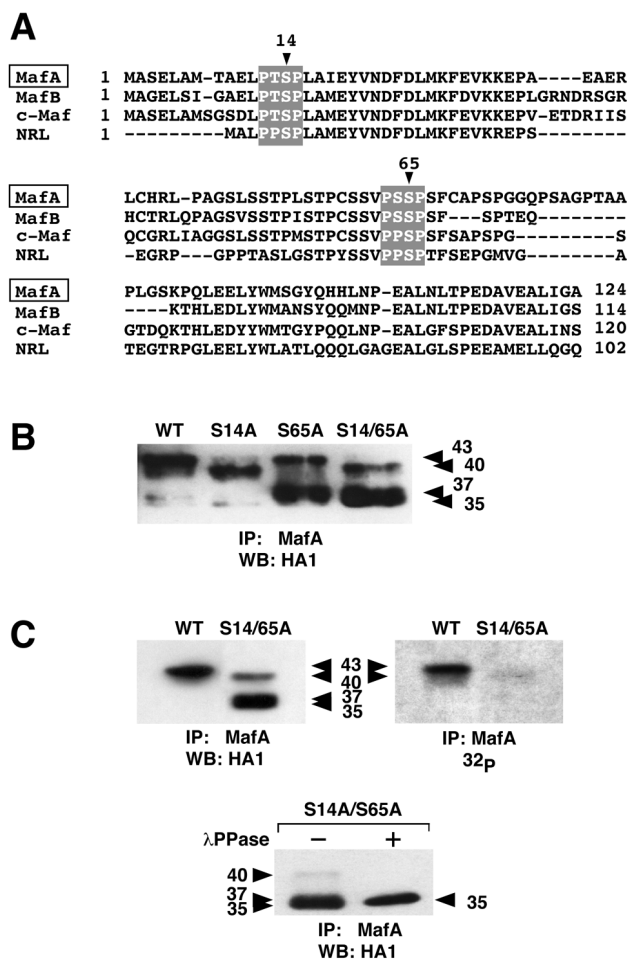 A
14
MafA 1 MASELAMT-TAELPTSPLAIEYVNDFDLMKFEVKKEPA----EAER
MafB 1 MAGELSI-GAELPTSPLAMEYVNDFDLMKFDVKKEPLGRNDRSGR
c-Maf 1 MASELAMSGSDLPTSPLAMEYVNDFDLMKFEVKKEPV-ETDRIIS
NRL 1 ---------MALPPSPLAMEYVNDFDLMKFEVKREPS--------
65
MafA LCHRL-PAGSLSSTPLSTPCSSVPSSPSFCAPSPGGQPSAGPTAA
MafB HCTRLQPAGSVSSTPISTPCSSVPSSPSF---SPTEQ--------
c-Maf QCGRLIAGGSLSSTPMSTPCSSVPPSPSFSAPSPG---------S
NRL -EGRP---GPPTASLGSTPYSSVPPSPTFSEPGMVG---------A
MafA PLGSKPQLEELYWMSGYQHHLNP-EALNLTPEDAVEALIGA 124
MafB ----KTHLEDLYWMANSYQQMNP-EALNLTPEDAVEALIGS 114
c-Maf GTDQKTHLEDYYWMTGYPQQLNP-EALGFSPEDAVEALINS 120
NRL TEGTRPGLEELYWLATLQQQLGAGEALGLSPEEAMELLQGQ 102
B
WT S14A S65A S14/65A
43
40
37
35
IP: MafA
WB: HA1
C
WT S14/65A
WT S14/65A
43
40
37
35
IP: MafA
WB: HA1
IP: MafA
32P
S14A/S65A
λPPase − +
40
37
35
35
IP: MafA
WB: HA1